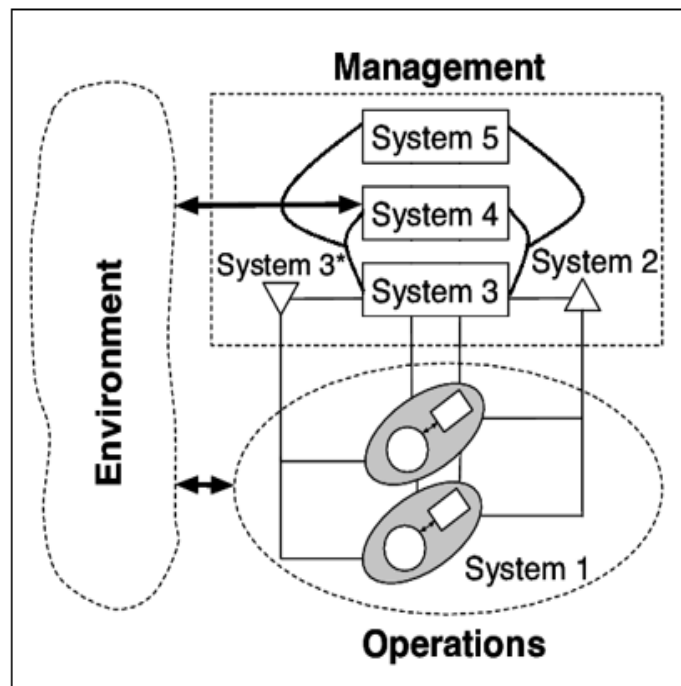 Management
System 5
System 4
System 3*
System 2
System 3
Environment
System 1
Operations